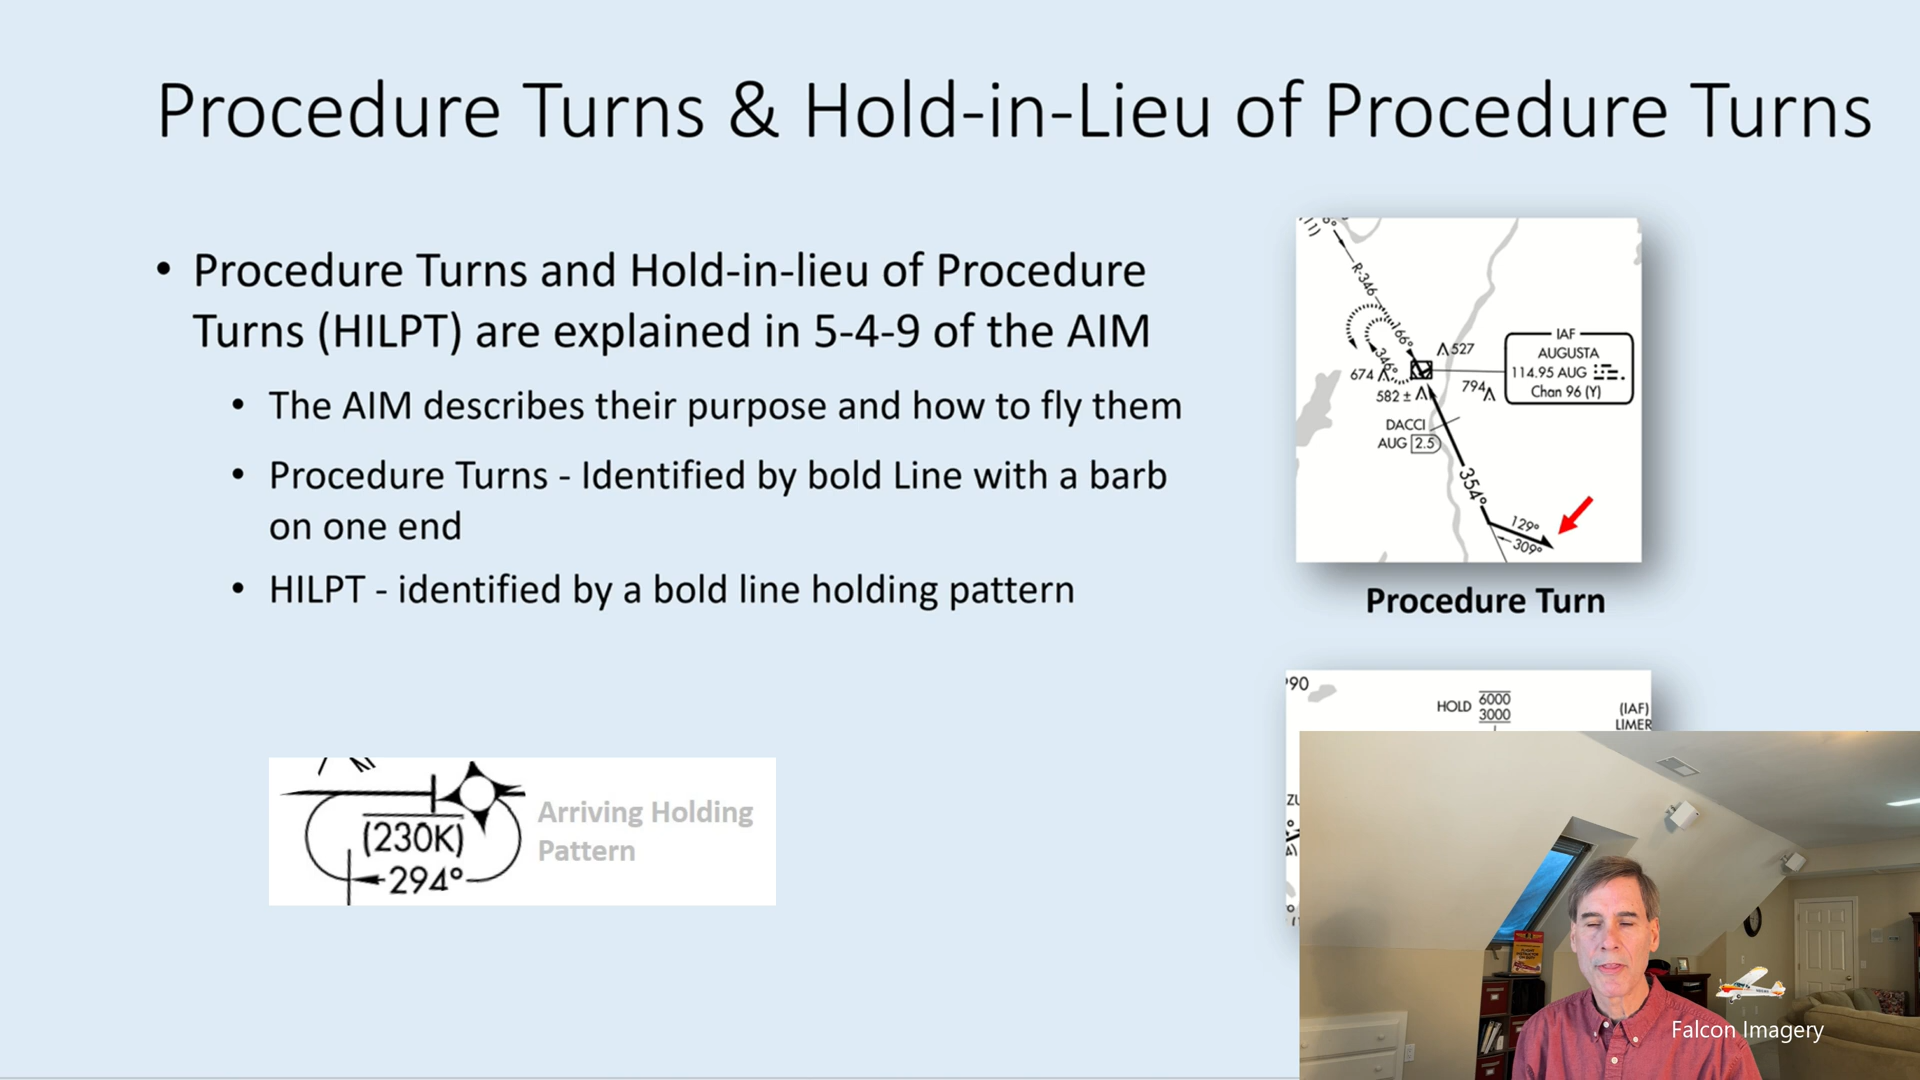 Procedure Turns & Hold-in-Lieu of Procedure Turns
• Procedure Turns and Hold-in-lieu of Procedure
Turns (HILPT) are explained in 5-4-9 of the AIM
• The AIM describes their purpose and how to fly them
• Procedure Turns - Identified by bold Line with a barb
on one end
• HILPT - identified by a bold line holding pattern
R-346
166°
346°
527
674
582 ±
794
IAF
AUGUSTA
114.95 AUG
Chan 96 (Y)
DACCI
AUG 2.5
354°
129°
309°
Procedure Turn
HOLD 6000
3000
(IAF)
LIMER
(230K)
294°
Arriving Holding
Pattern
Falcon Imagery